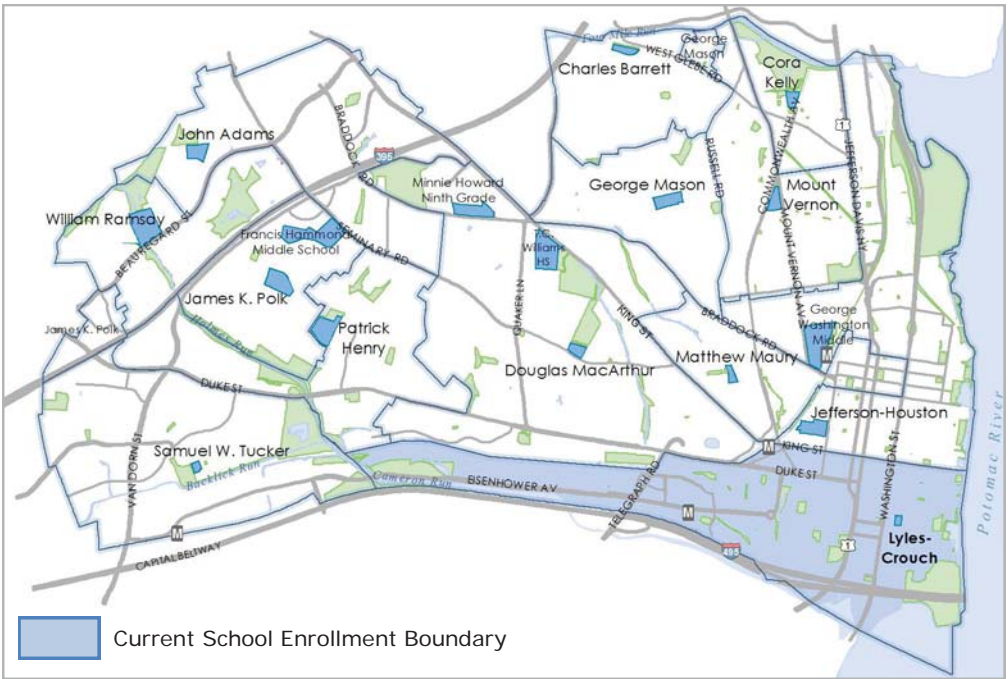 Four Mile Run
George
Mason
WEST GLEBE RD
Charles Barrett
Cora
Kelly
COMMONWEALTH AV
1
JEFFERSON DAVIS HY
John Adams
BRADDOCK RD
395
RUSSELL RD
Minnie Howard
Ninth Grade
George Mason
Mount
Vernon
MOUNT VERNON AV
William Ramsay
BEAUREGARD ST
Francis Hammond
Middle School
SEMINARY RD
T.C.
Williams
HS
James K. Polk
James K. Polk
Holmes Run
Patrick
Henry
QUAKER LN
KING ST
BRADDOCK RD
George
Washington
Middle
M
Matthew Maury
Douglas MacArthur
DUKE ST
Jefferson-Houston
Potomac River
VAN DORN ST
Samuel W. Tucker
Backlick Run
Cameron Run
EISENHOWER AV
TELEGRAPH RD
M
KING ST
DUKE ST
WASHINGTON ST
M
M
CAPITAL BELTWAY
495
1
Lyles-
Crouch
Current School Enrollment Boundary